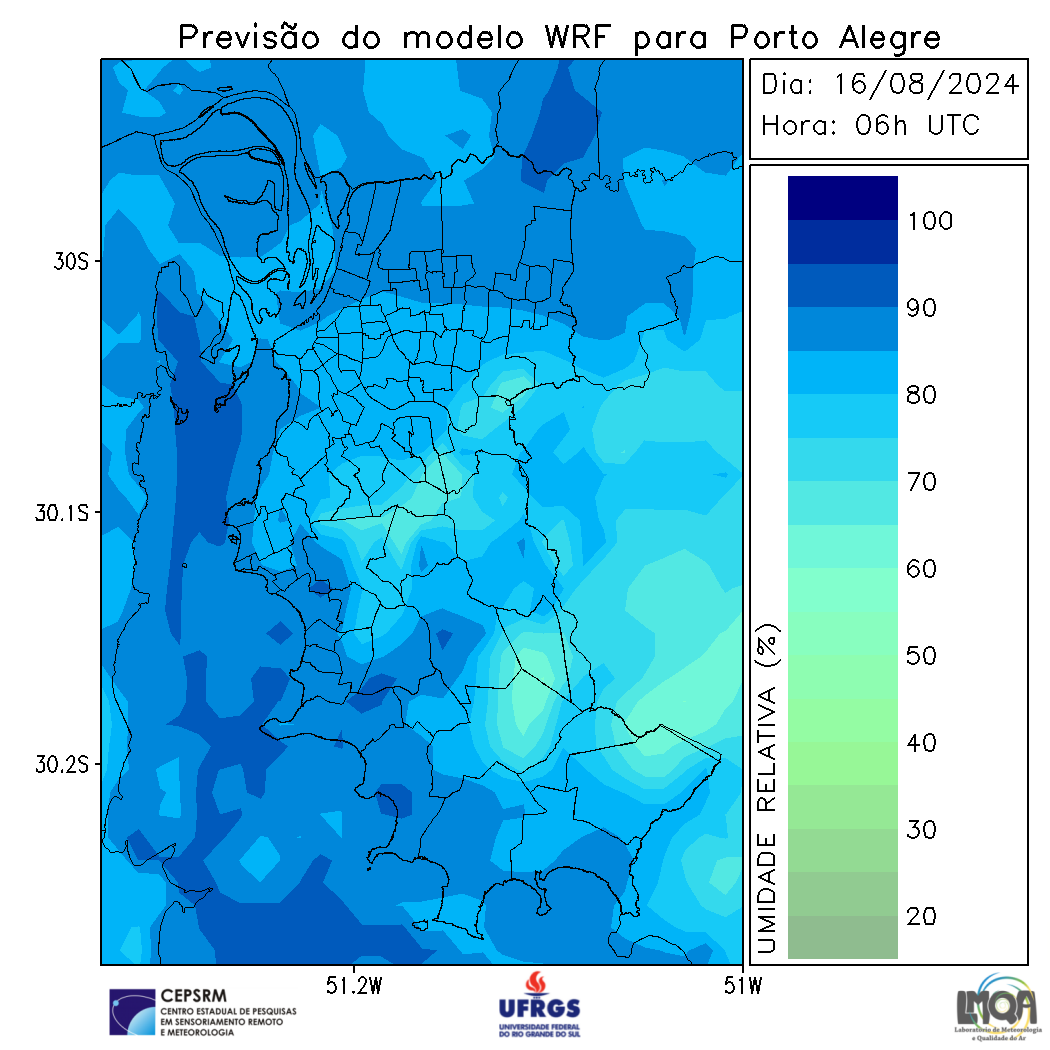 Previsão do modelo WRF para Porto Alegre
Dia: 16/08/2024
Hora: 06h UTC
30S
30.1S
30.2S
51.2W
51W
UMIDADE RELATIVA (%)
100
90
80
70
60
50
40
30
20
CEPSRM
CENTRO ESTADUAL DE PESQUISAS
EM SENSORIAMENTO REMOTO
E METEOROLOGIA
UFRGS
UNIVERSIDADE FEDERAL
DO RIO GRANDE DO SUL
LMQA
Laboratório de Meteorologia
e Qualidade do Ar